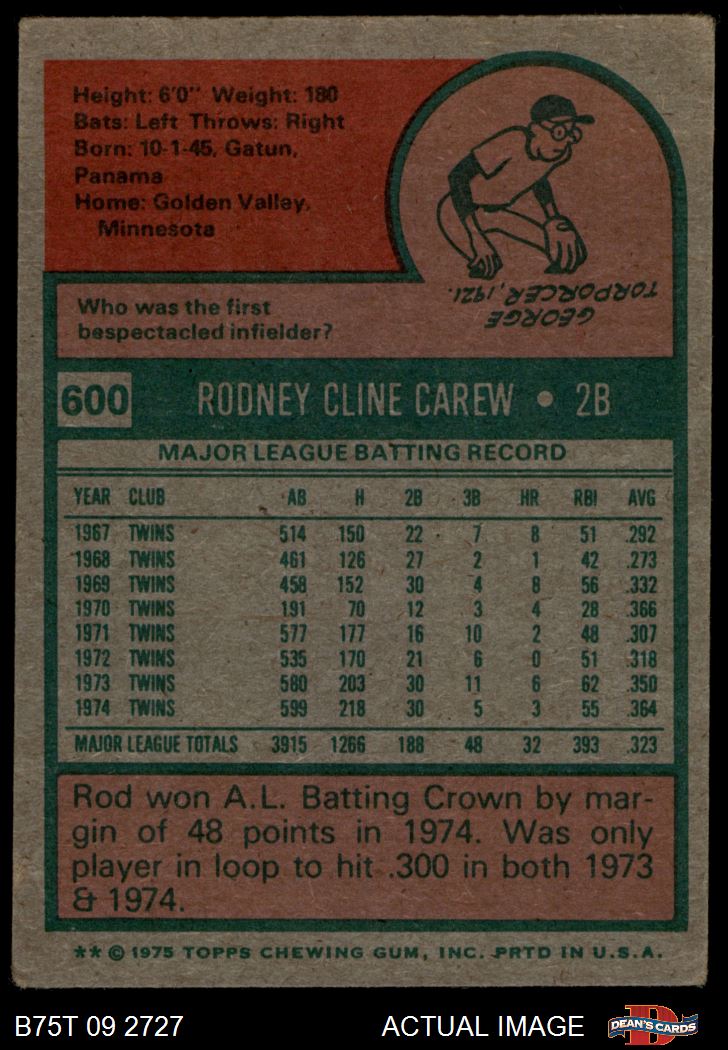 Height: 6'0" Weight: 180
Bats: Left Throws: Right
Born: 10-1-45, Gatun,
Panama
Home: Golden Valley,
Minnesota
GEORGE
TORPORCER, 1921.
Who was the first
bespectacled infielder?
600 RODNEY CLINE CAREW • 2B
MAJOR LEAGUE BATTING RECORD
YEAR CLUB AB H 2B 3B HR RBI AVG
1967 TWINS 514 150 22 7 8 51 .292
1968 TWINS 461 126 27 2 1 42 .273
1969 TWINS 458 152 30 4 8 56 .332
1970 TWINS 191 70 12 3 4 28 .366
1971 TWINS 577 177 16 10 2 48 .307
1972 TWINS 535 170 21 6 0 51 .318
1973 TWINS 580 203 30 11 6 62 .350
1974 TWINS 599 218 30 5 3 55 .364
MAJOR LEAGUE TOTALS 3915 1266 188 48 32 393 .323
Rod won A.L. Batting Crown by mar-
gin of 48 points in 1974. Was only
player in loop to hit .300 in both 1973
& 1974.
** © 1975 TOPPS CHEWING GUM, INC. PRTD IN U.S.A.
B75T 09 2727 ACTUAL IMAGE DEAN'S CARDS